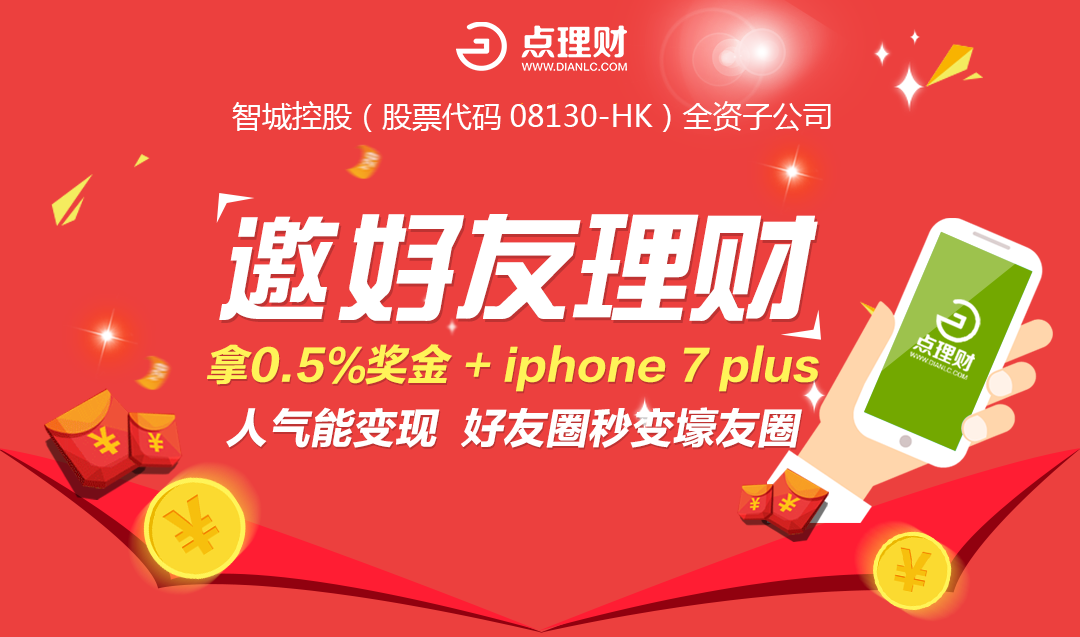 点理财
WWW.DIANLC.COM
智城控股（股票代码 08130-HK）全资子公司
邀好友理财
拿0.5%奖金 + iphone 7 plus
人气能变现 好友圈秒变壕友圈
点理财
WWW.DIANLC.COM